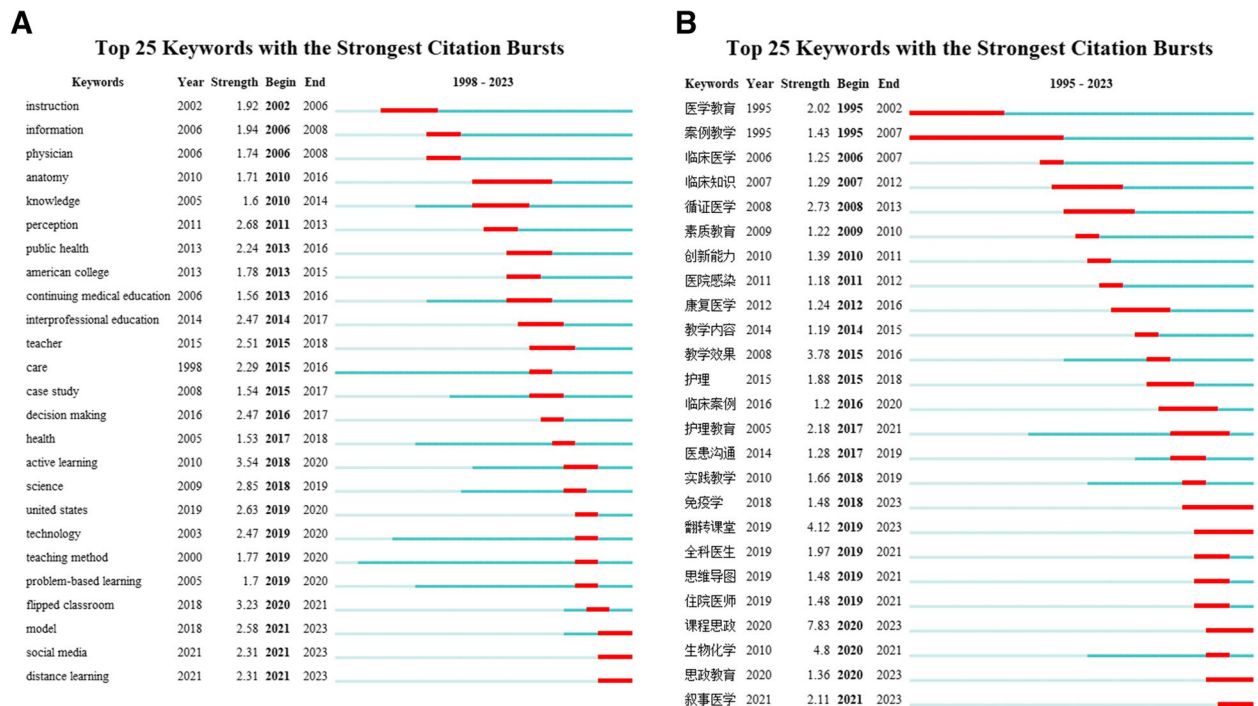 A
Top 25 Keywords with the Strongest Citation Bursts
Keywords Year Strength Begin End 1998 - 2023
instruction 2002 1.92 2002 2006
information 2006 1.94 2006 2008
physician 2006 1.74 2006 2008
anatomy 2010 1.71 2010 2016
knowledge 2005 1.6 2010 2014
perception 2011 2.68 2011 2013
public health 2013 2.24 2013 2016
american college 2013 1.78 2013 2015
continuing medical education 2006 1.56 2013 2016
interprofessional education 2014 2.47 2014 2017
teacher 2015 2.51 2015 2018
care 1998 2.29 2015 2016
case study 2008 1.54 2015 2017
decision making 2016 2.47 2016 2017
health 2005 1.53 2017 2018
active learning 2010 3.54 2018 2020
science 2009 2.85 2018 2019
united states 2019 2.63 2019 2020
technology 2003 2.47 2019 2020
teaching method 2000 1.77 2019 2020
problem-based learning 2005 1.7 2019 2020
flipped classroom 2018 3.23 2020 2021
model 2018 2.58 2021 2023
social media 2021 2.31 2021 2023
distance learning 2021 2.31 2021 2023
B
Top 25 Keywords with the Strongest Citation Bursts
Keywords Year Strength Begin End 1995 - 2023
医学教育 1995 2.02 1995 2002
案例教学 1995 1.43 1995 2007
临床医学 2006 1.25 2006 2007
临床知识 2007 1.29 2007 2012
循证医学 2008 2.73 2008 2013
素质教育 2009 1.22 2009 2010
创新能力 2010 1.39 2010 2011
医院感染 2011 1.18 2011 2012
康复医学 2012 1.24 2012 2016
教学内容 2014 1.19 2014 2015
教学效果 2008 3.78 2015 2016
护理 2015 1.88 2015 2018
临床案例 2016 1.2 2016 2020
护理教育 2005 2.18 2017 2021
医患沟通 2014 1.28 2017 2019
实践教学 2010 1.66 2018 2019
免疫学 2018 1.48 2018 2023
翻转课堂 2019 4.12 2019 2023
全科医生 2019 1.97 2019 2021
思维导图 2019 1.48 2019 2021
住院医师 2019 1.48 2019 2021
课程思政 2020 7.83 2020 2023
生物化学 2010 4.8 2020 2021
思政教育 2020 1.36 2020 2023
叙事医学 2021 2.11 2021 2023